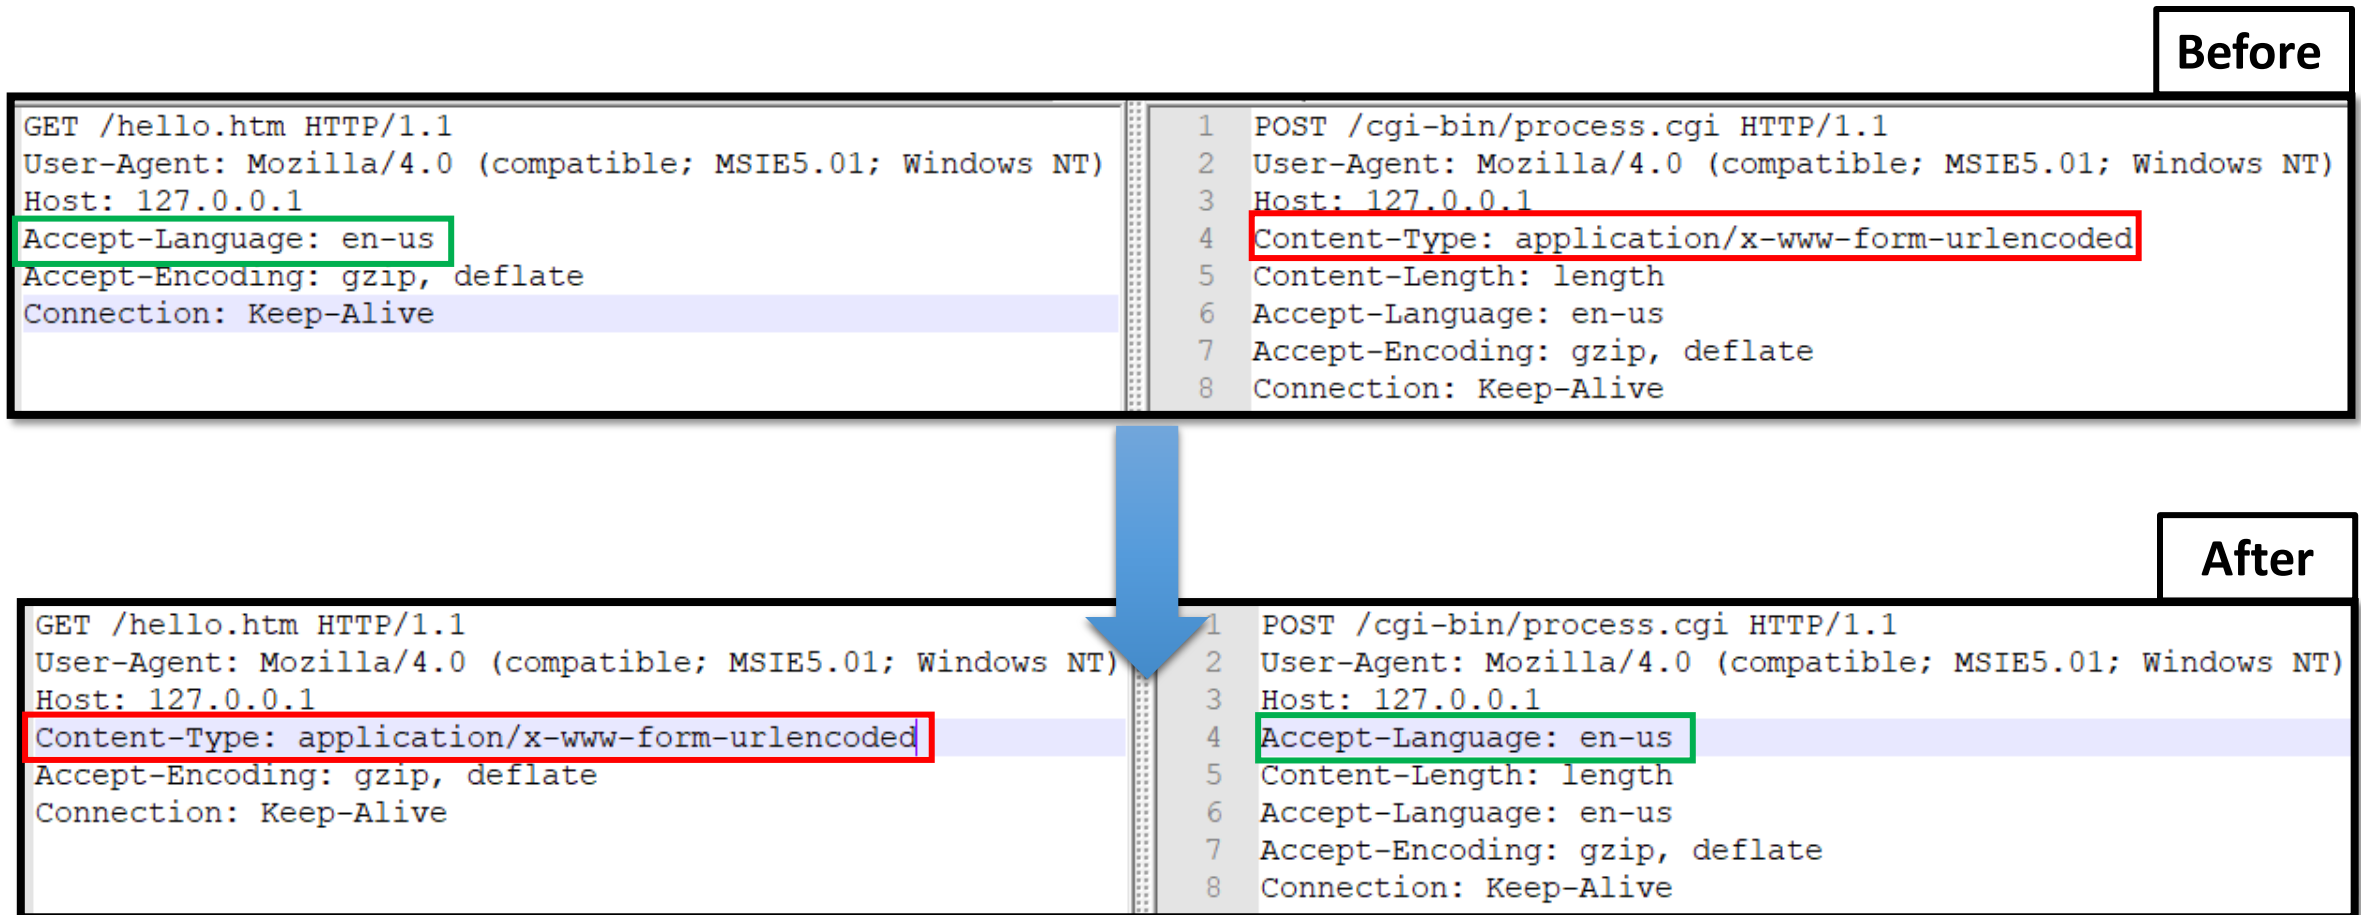 Before
GET /hello.htm HTTP/1.1
User-Agent: Mozilla/4.0 (compatible; MSIE5.01; Windows NT)
Host: 127.0.0.1
Accept-Language: en-us
Accept-Encoding: gzip, deflate
Connection: Keep-Alive
1 POST /cgi-bin/process.cgi HTTP/1.1
2 User-Agent: Mozilla/4.0 (compatible; MSIE5.01; Windows NT)
3 Host: 127.0.0.1
4 Content-Type: application/x-www-form-urlencoded
5 Content-Length: length
6 Accept-Language: en-us
7 Accept-Encoding: gzip, deflate
8 Connection: Keep-Alive
After
GET /hello.htm HTTP/1.1
User-Agent: Mozilla/4.0 (compatible; MSIE5.01; Windows NT)
Host: 127.0.0.1
Content-Type: application/x-www-form-urlencoded
Accept-Encoding: gzip, deflate
Connection: Keep-Alive
1 POST /cgi-bin/process.cgi HTTP/1.1
2 User-Agent: Mozilla/4.0 (compatible; MSIE5.01; Windows NT)
3 Host: 127.0.0.1
4 Accept-Language: en-us
5 Content-Length: length
6 Accept-Language: en-us
7 Accept-Encoding: gzip, deflate
8 Connection: Keep-Alive